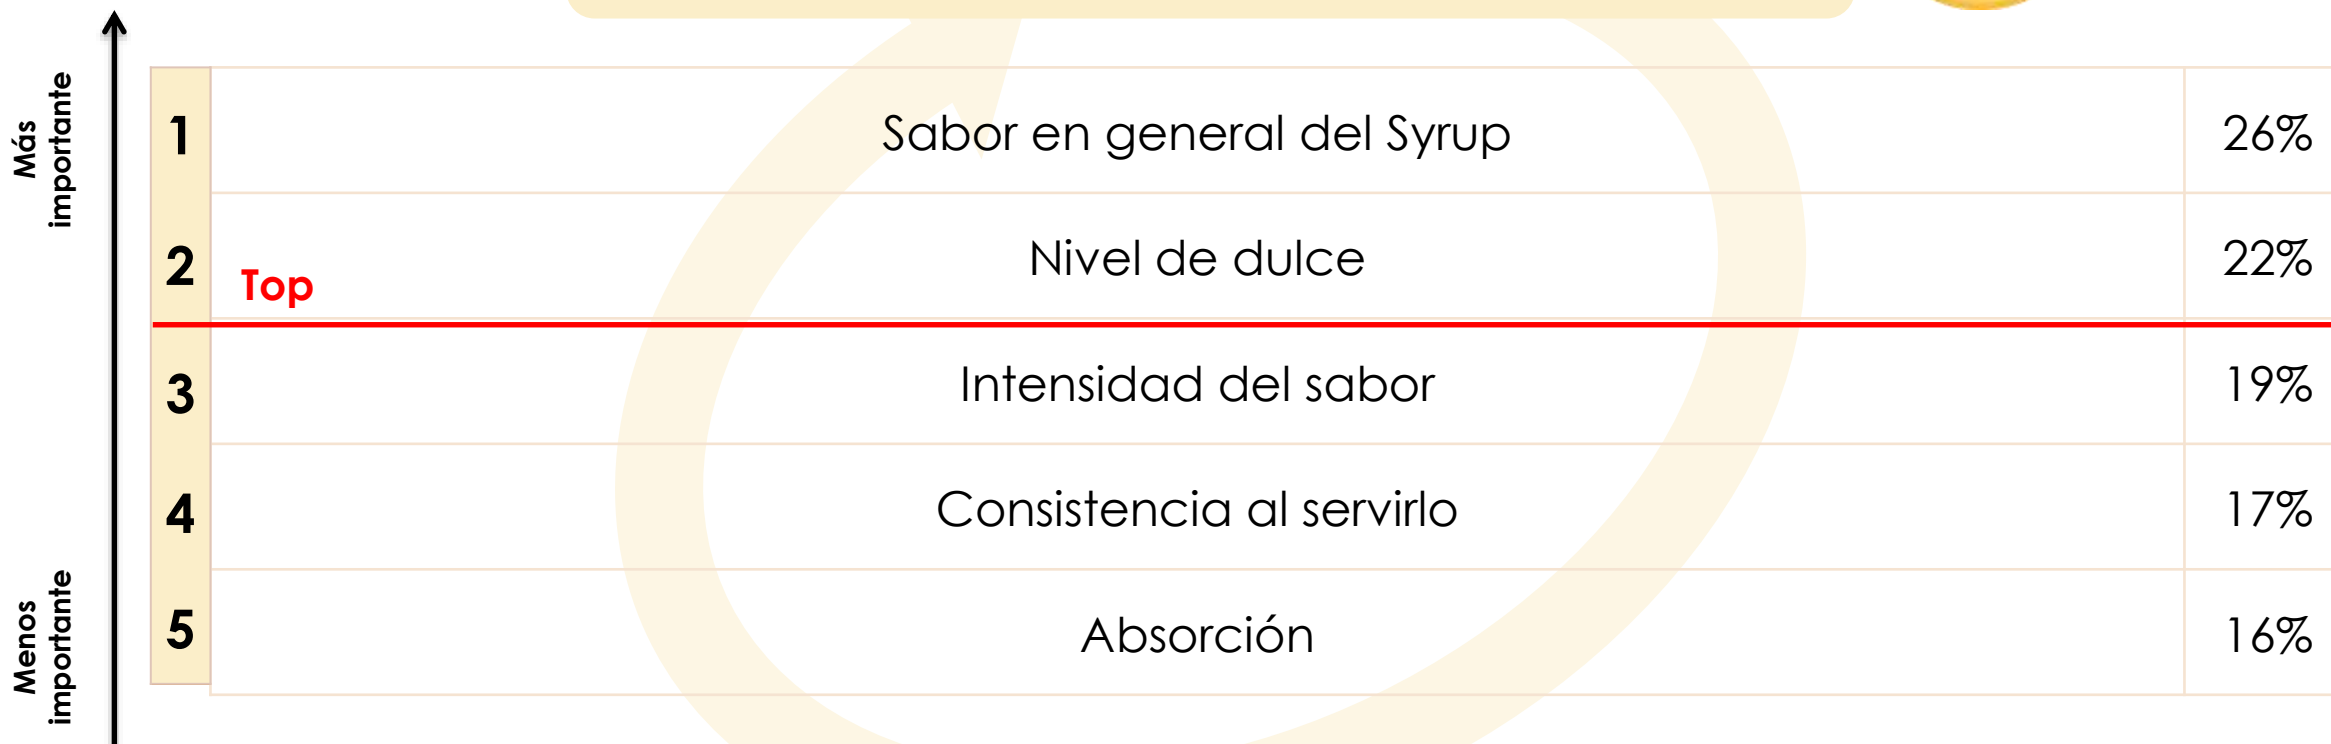 Más
importante
1 Sabor en general del Syrup 26%
2 Top Nivel de dulce 22%
3 Intensidad del sabor 19%
4 Consistencia al servirlo 17%
5 Absorción 16%
Menos
importante